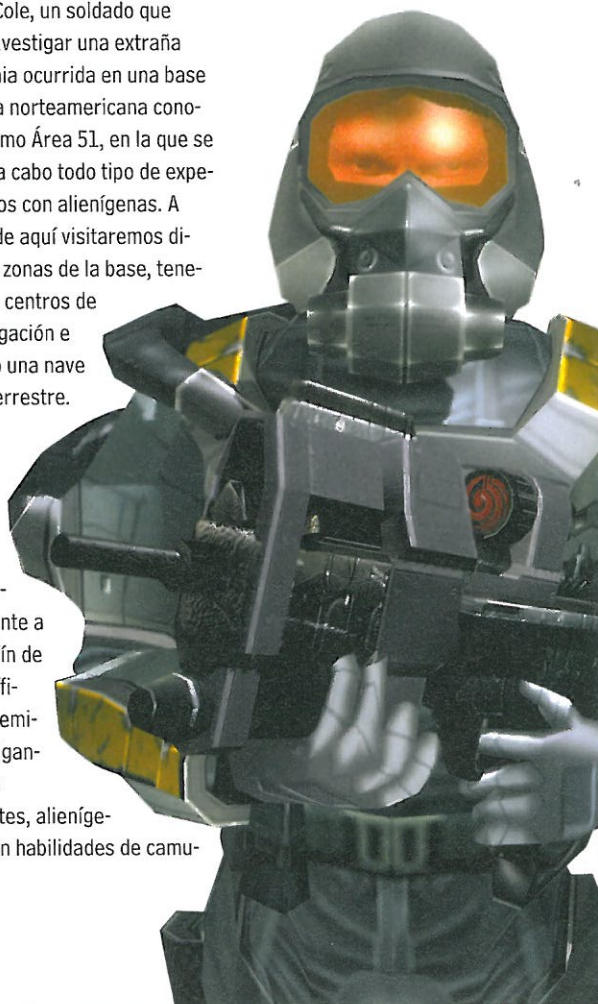 Cole, un soldado que
vestigar una extraña
nia ocurrida en una base
a norteamericana cono-
mo Área 51, en la que se
a cabo todo tipo de expe-
os con alienígenas. A
de aquí visitaremos di-
zonas de la base, tene-
centros de
gación e
o una nave
errestre.
-
nte a
ín de
fi-
emi-
gan-
tes, alieníge-
n habilidades de camu-